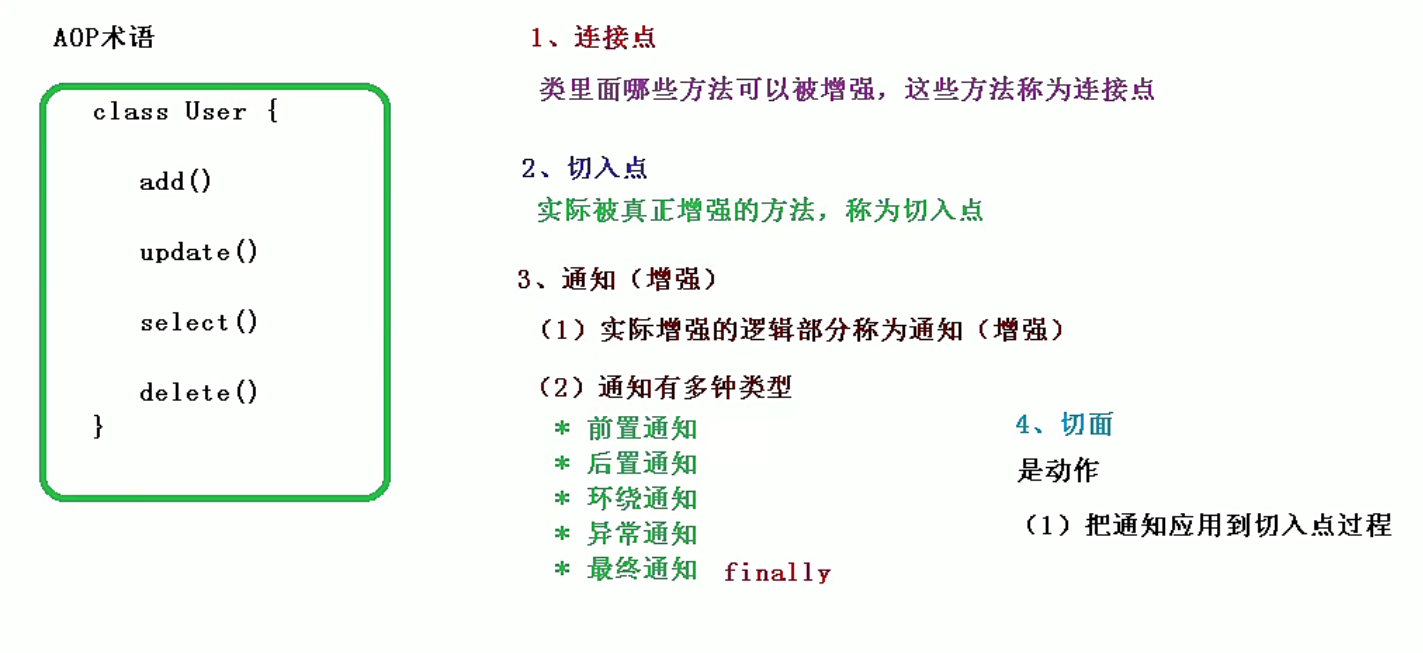 AOP术语
class User {
add()
update()
select()
delete()
}
1、连接点
类里面哪些方法可以被增强，这些方法称为连接点
2、切入点
实际被真正增强的方法，称为切入点
3、通知（增强）
（1）实际增强的逻辑部分称为通知（增强）
（2）通知有多钟类型
* 前置通知
* 后置通知
* 环绕通知
* 异常通知
* 最终通知 finally
4、切面
是动作
（1）把通知应用到切入点过程